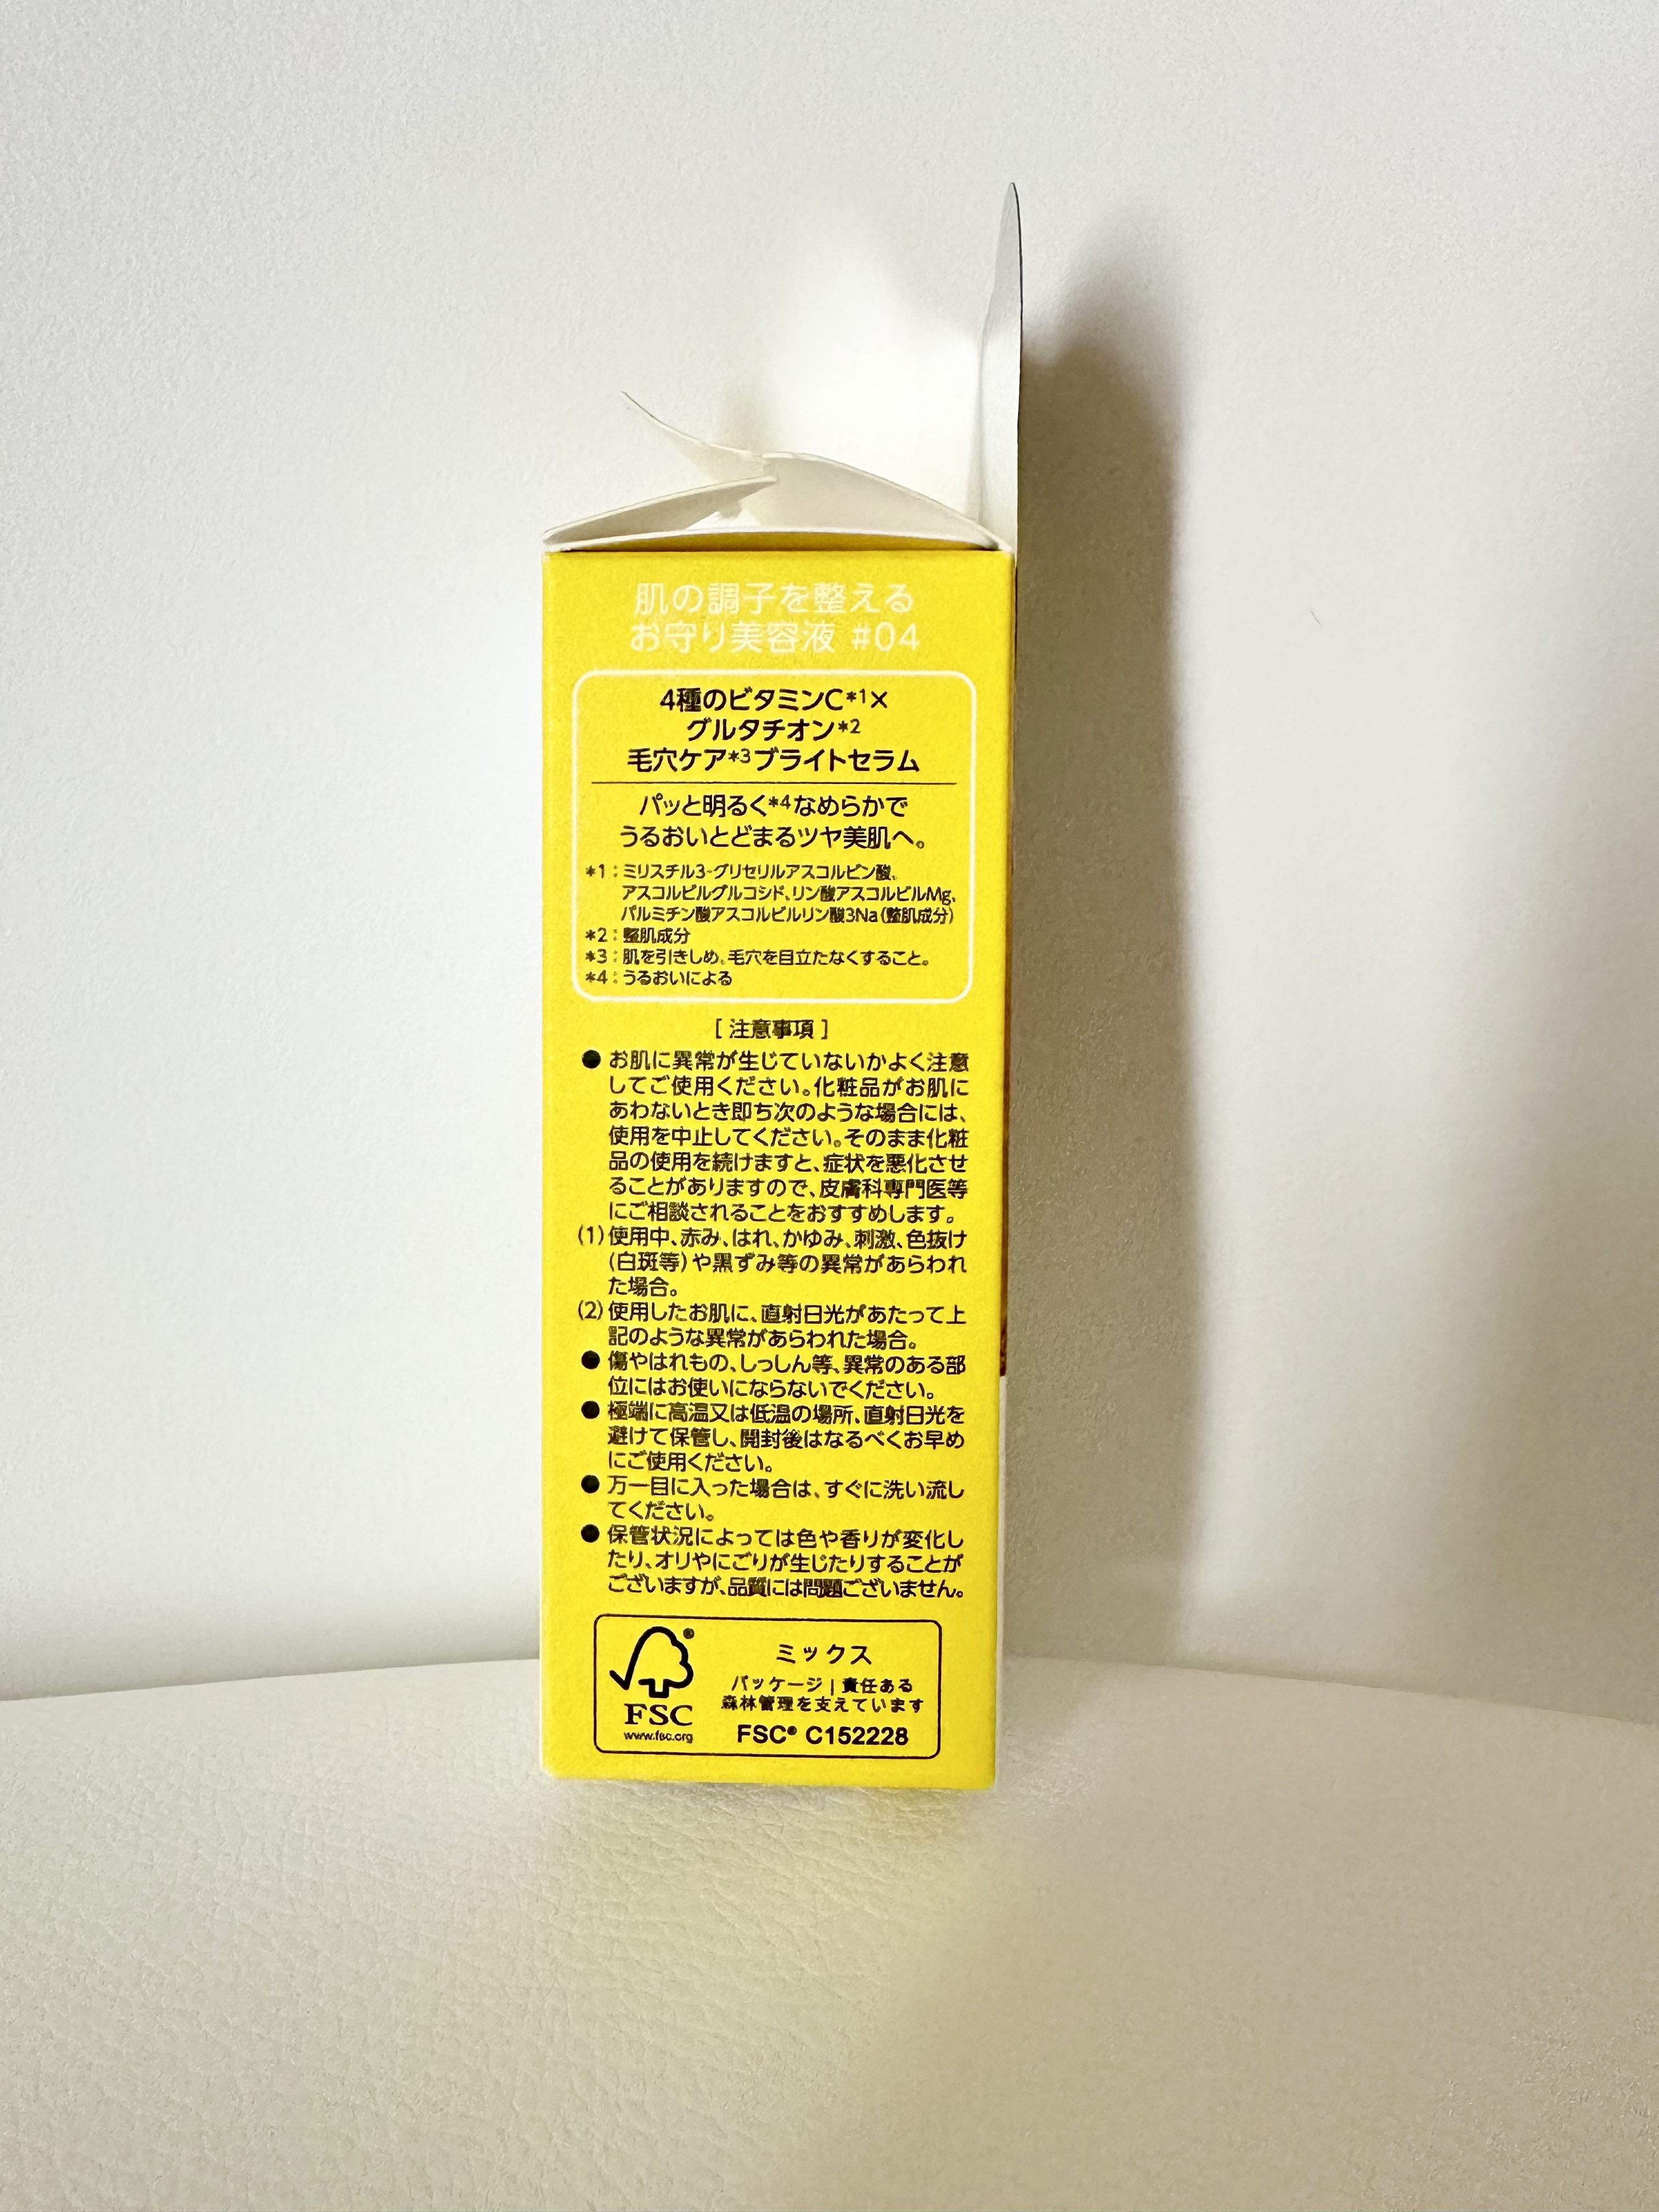 肌の調子を整える
お守り美容液 #04
4種のビタミンC*1×
グルタチオン*2
毛穴ケア*3ブライトセラム
パッと明るく*4なめらかで
うるおいとどまるツヤ美肌へ。
*1：ミリスチル3-グリセリルアスコルビン酸、
アスコルビルグルコシド、リン酸アスコルビルMg、
パルミチン酸アスコルビルリン酸3Na（整肌成分）
*2：整肌成分
*3：肌を引きしめ、毛穴を目立たなくすること。
*4：うるおいによる
[ 注意事項 ]
●お肌に異常が生じていないかよく注意
してご使用ください。化粧品がお肌に
あわないとき即ち次のような場合には、
使用を中止してください。そのまま化粧
品の使用を続けますと、症状を悪化させ
ることがありますので、皮膚科専門医等
にご相談されることをおすすめします。
(1)使用中、赤み、はれ、かゆみ、刺激、色抜け
(白斑等)や黒ずみ等の異常があらわれ
た場合。
(2)使用したお肌に、直射日光があたって上
記のような異常があらわれた場合。
●傷やはれもの、しっしん等、異常のある部
位にはお使いにならないでください。
●極端に高温又は低温の場所、直射日光を
避けて保管し、開封後はなるべくお早め
にご使用ください。
●万一目に入った場合は、すぐに洗い流し
てください。
●保管状況によっては色や香りが変化し
たり、オリやにごりが生じたりすることが
ございますが、品質には問題ございません。
®
FSC
www.fsc.org
ミックス
パッケージ | 責任ある
森林管理を支えています
FSC® C152228